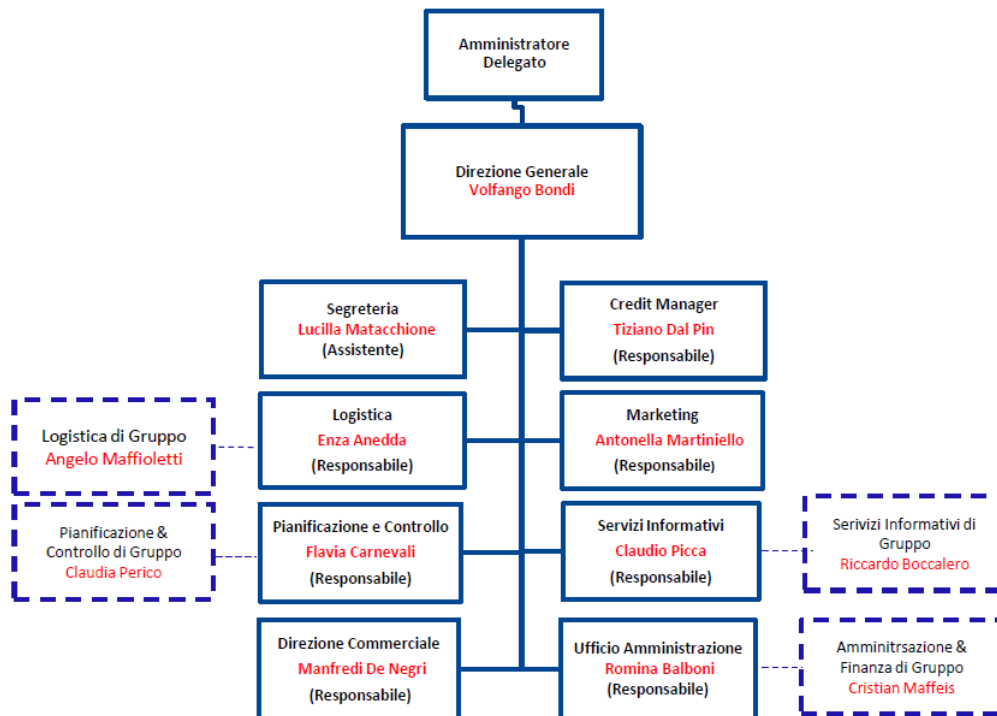 Amministratore
Delegato
Direzione Generale
Volfango Bondi
Segreteria
Lucilla Matacchione
(Assistente)
Credit Manager
Tiziano Dal Pin
(Responsabile)
Logistica di Gruppo
Angelo Maffioletti
Logistica
Enza Anedda
(Responsabile)
Marketing
Antonella Martiniello
(Responsabile)
Pianificazione &
Controllo di Gruppo
Claudia Perico
Pianificazione e Controllo
Flavia Carnevali
(Responsabile)
Servizi Informativi
Claudio Picca
(Responsabile)
Serivizi Informativi di
Gruppo
Riccardo Boccalero
Direzione Commerciale
Manfredi De Negri
(Responsabile)
Ufficio Amministrazione
Romina Balboni
(Responsabile)
Amminitrsazione &
Finanza di Gruppo
Cristian Maffeis